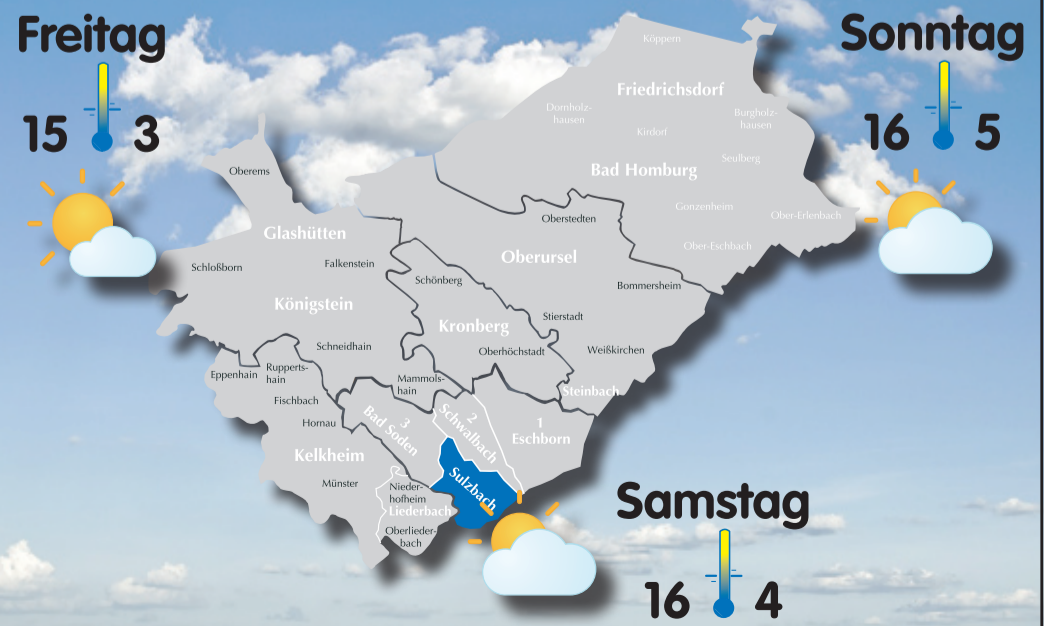 Freitag
15 3
Sonntag
16 5
Köppern
Friedrichsdorf
Dornholz-
hausen
Burgholz-
hausen
Kirdorf
Seulberg
Bad Homburg
Gonzenheim
Ober-Erlenbach
Ober-Eschbach
Oberems
Glashütten
Schloßborn
Falkenstein
Königstein
Schneidhain
Oberstedten
Oberursel
Bommersheim
Stierstadt
Weißkirchen
Schönberg
Kronberg
Oberhöchstadt
Steinbach
Mammols-
hain
Eppenhain
Rupperts-
hain
Fischbach
Hornau
Kelkheim
Münster
3
Bad Soden
2
Schwalbach
1
Eschborn
Sulzbach
Nieder-
hofheim
Liederbach
Oberlieder-
bach
Samstag
16 4